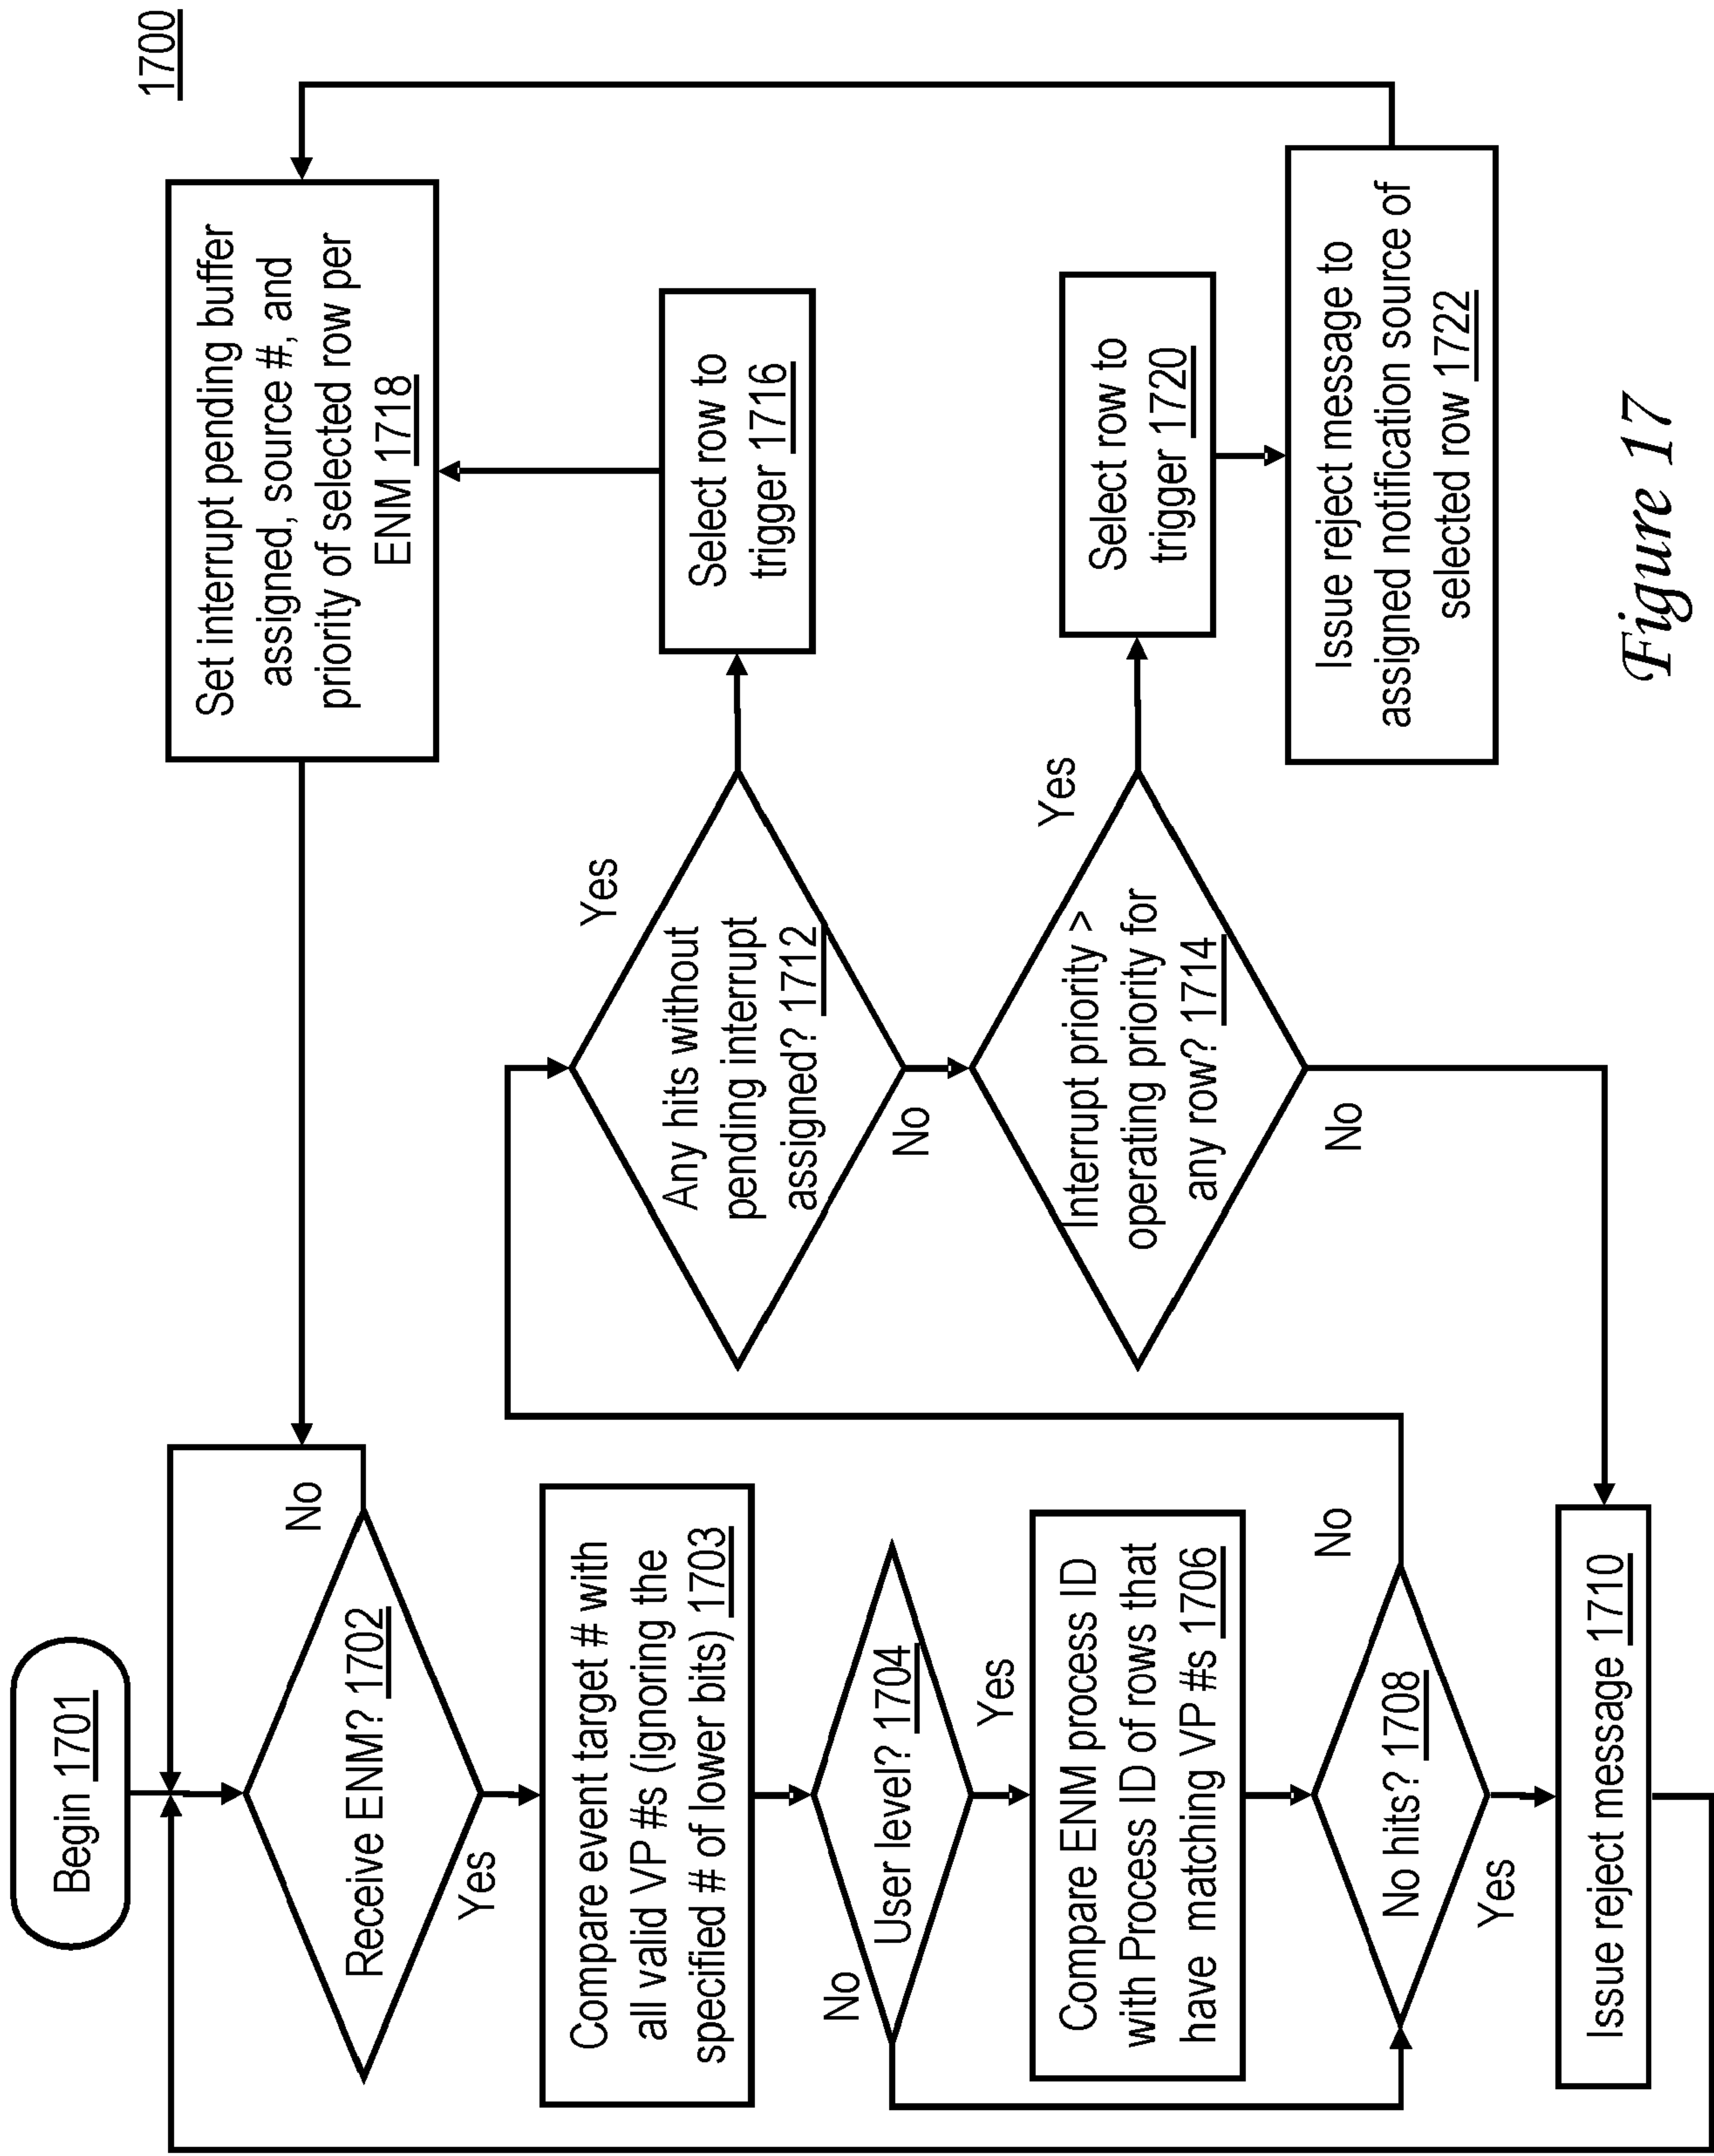 1700
Begin 1701
Receive ENM? 1702
No
Yes
Compare event target # with
all valid VP #s (ignoring the
specified # of lower bits) 1703
User level? 1704
No
Yes
Compare ENM process ID
with Process ID of rows that
have matching VP #s 1706
No hits? 1708
No
Yes
Issue reject message 1710
Any hits without
pending interrupt
assigned? 1712
Yes
No
Interrupt priority >
operating priority for
any row? 1714
Yes
No
Select row to
trigger 1716
Set interrupt pending buffer
assigned, source #, and
priority of selected row per
ENM 1718
Select row to
trigger 1720
Issue reject message to
assigned notification source of
selected row 1722
Figure 17